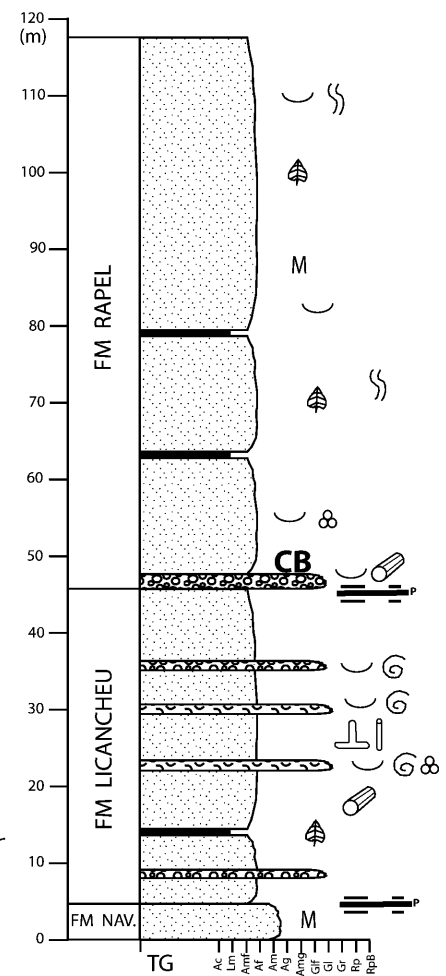 120
(m)
110
100
90
M
80
FM RAPEL
70
60
CB
50
P
40
30
FM LICANCHEU
20
10
P
FM NAV.
M
0
TG
Ac
Lm
Amf
Af
Am
Ag
Amg
Glf
Gl
Gr
Rp
RpB